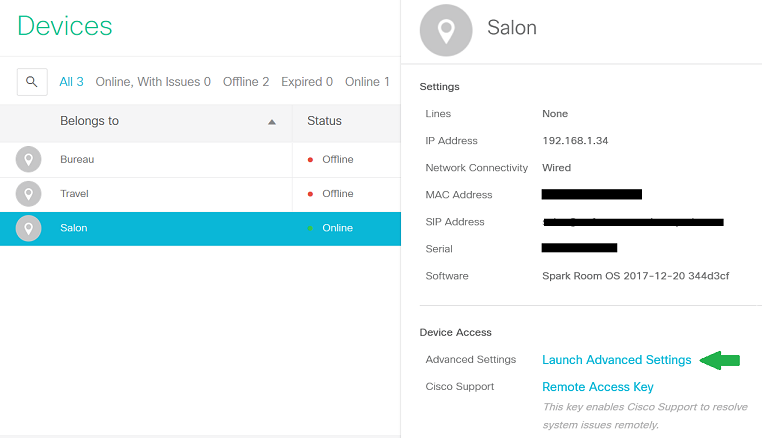 Devices
All 3 Online, With Issues 0 Offline 2 Expired 0 Online 1
Belongs to Status
Bureau Offline
Travel Offline
Salon Online
Salon
Settings
Lines None
IP Address 192.168.1.34
Network Connectivity Wired
MAC Address
SIP Address
Serial
Software Spark Room OS 2017-12-20 344d3cf
Device Access
Advanced Settings Launch Advanced Settings
Cisco Support Remote Access Key
This key enables Cisco Support to resolve
system issues remotely.